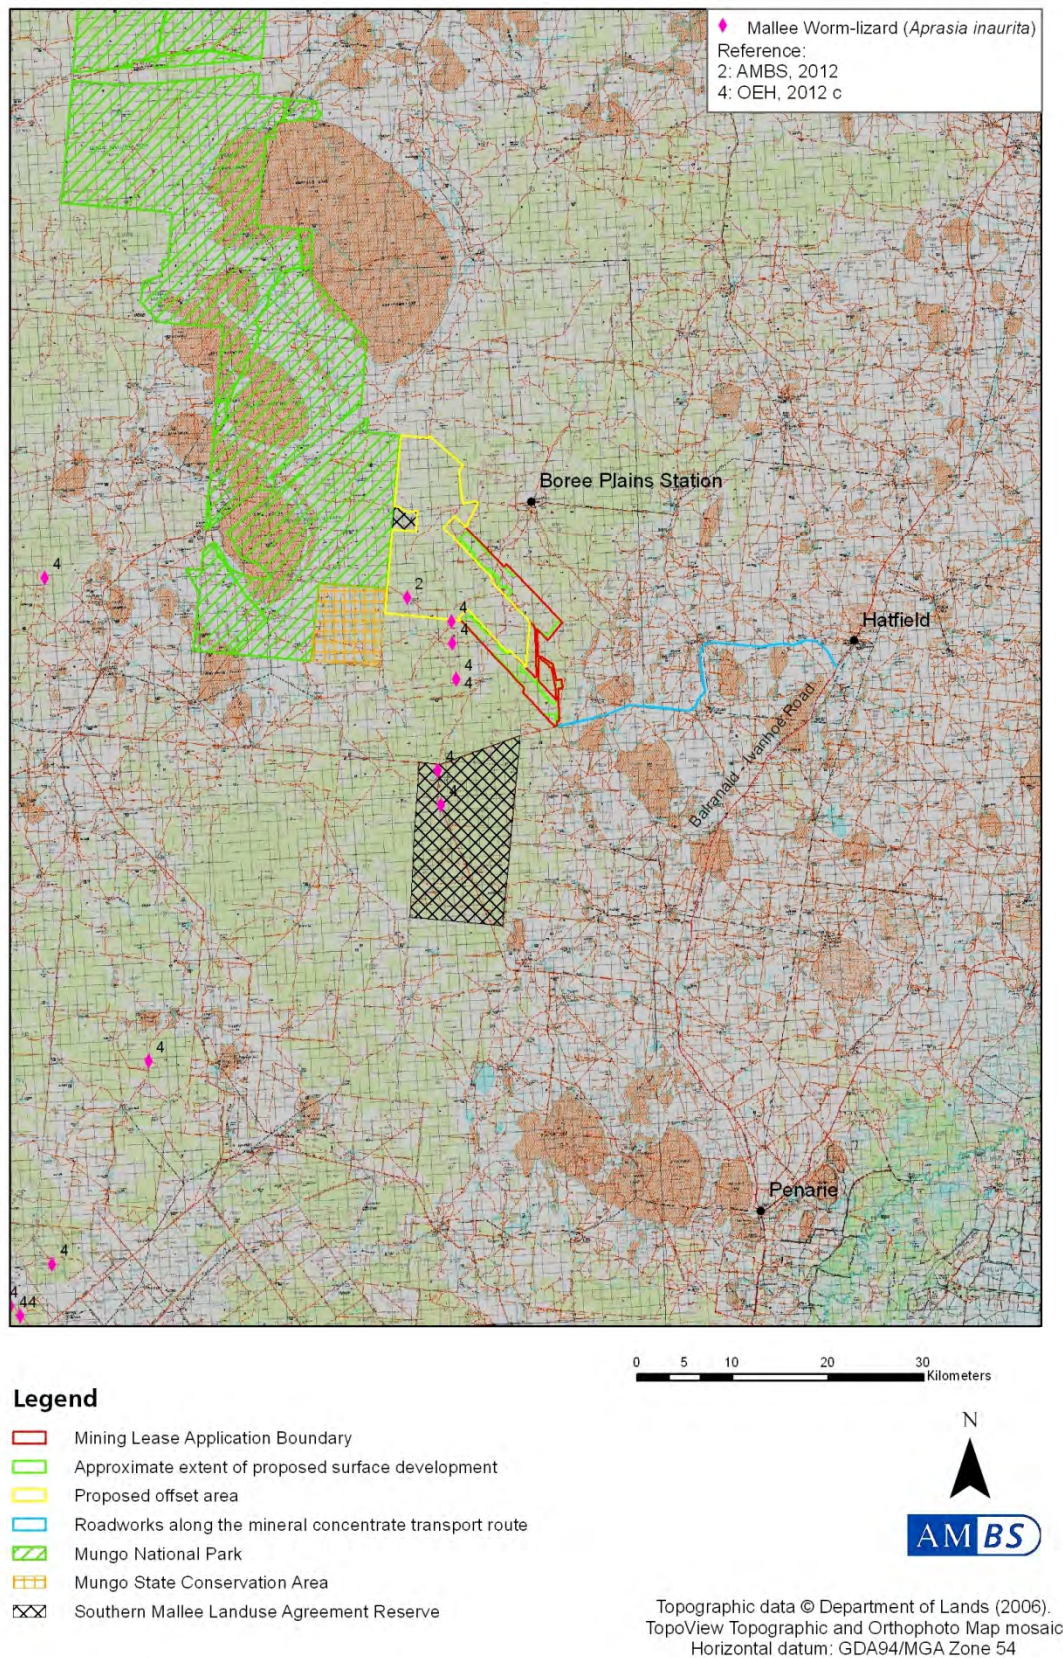 Mallee Worm-lizard (Aprasia inaurita)
Reference:
2: AMBS, 2012
4: OEH, 2012 c
Boree Plains Station
4
2
4
4
Hatfield
4
4
Balranald - Ivanhoe Road
4
4
4
Penarie
4
4
44
0 5 10 20 30
Kilometers
Legend
Mining Lease Application Boundary
Approximate extent of proposed surface development
Proposed offset area
Roadworks along the mineral concentrate transport route
Mungo National Park
Mungo State Conservation Area
Southern Mallee Landuse Agreement Reserve
N
AMBS
Topographic data © Department of Lands (2006).
TopoView Topographic and Orthophoto Map mosaic
Horizontal datum: GDA94/MGA Zone 54